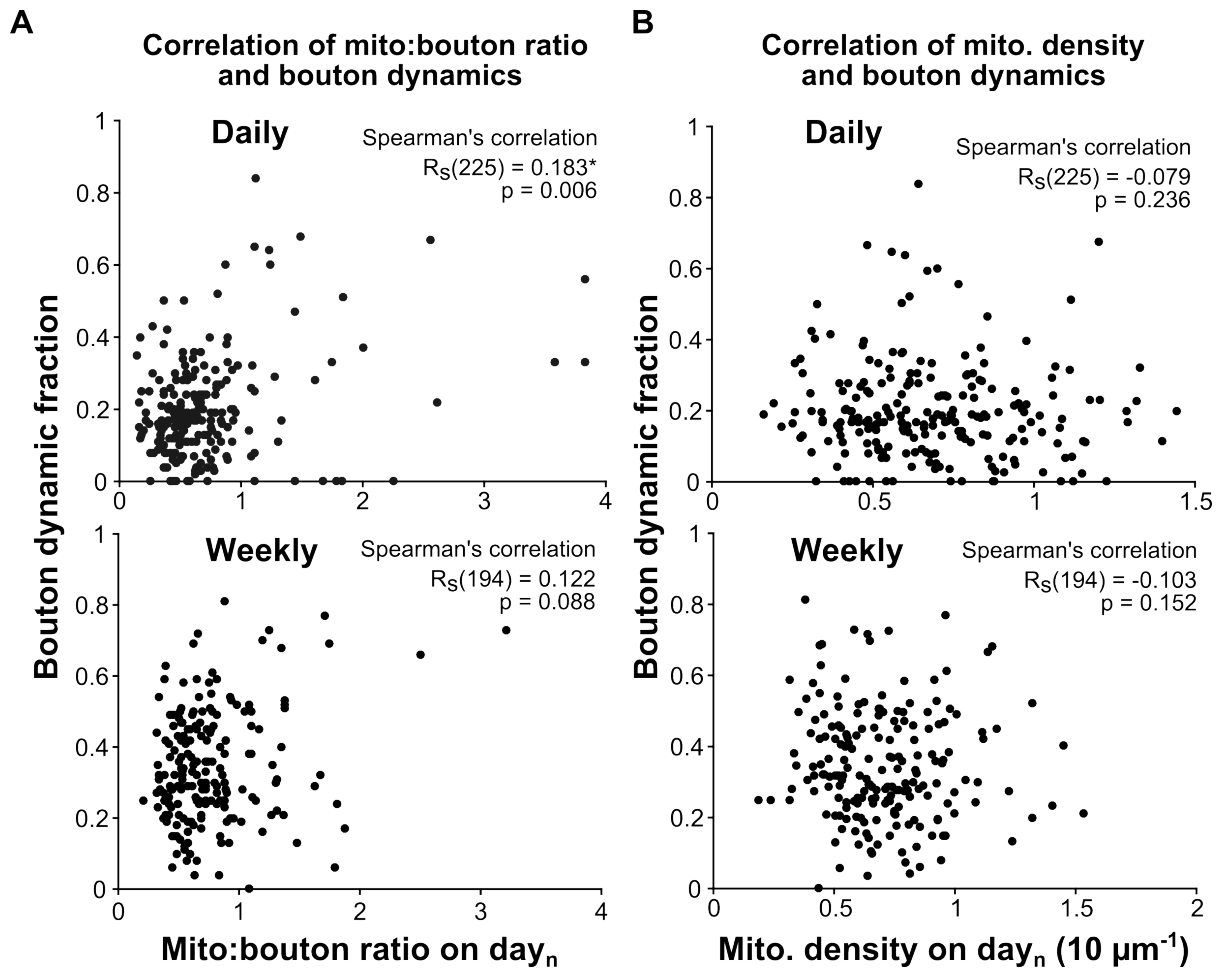 A
Correlation of mito:bouton ratio
and bouton dynamics
Daily
Spearman's correlation
RS(225) = 0.183*
p = 0.006
1
0.8
0.6
0.4
0.2
0
0 1 2 3 4
Weekly
Spearman's correlation
RS(194) = 0.122
p = 0.088
1
0.8
0.6
0.4
0.2
0
0 1 2 3 4
Bouton dynamic fraction
Mito:bouton ratio on dayn
B
Correlation of mito. density
and bouton dynamics
Daily
Spearman's correlation
RS(225) = -0.079
p = 0.236
1
0.8
0.6
0.4
0.2
0
0 0.5 1 1.5
Weekly
Spearman's correlation
RS(194) = -0.103
p = 0.152
1
0.8
0.6
0.4
0.2
0
0 0.5 1 1.5 2
Bouton dynamic fraction
Mito. density on dayn (10 µm-1)